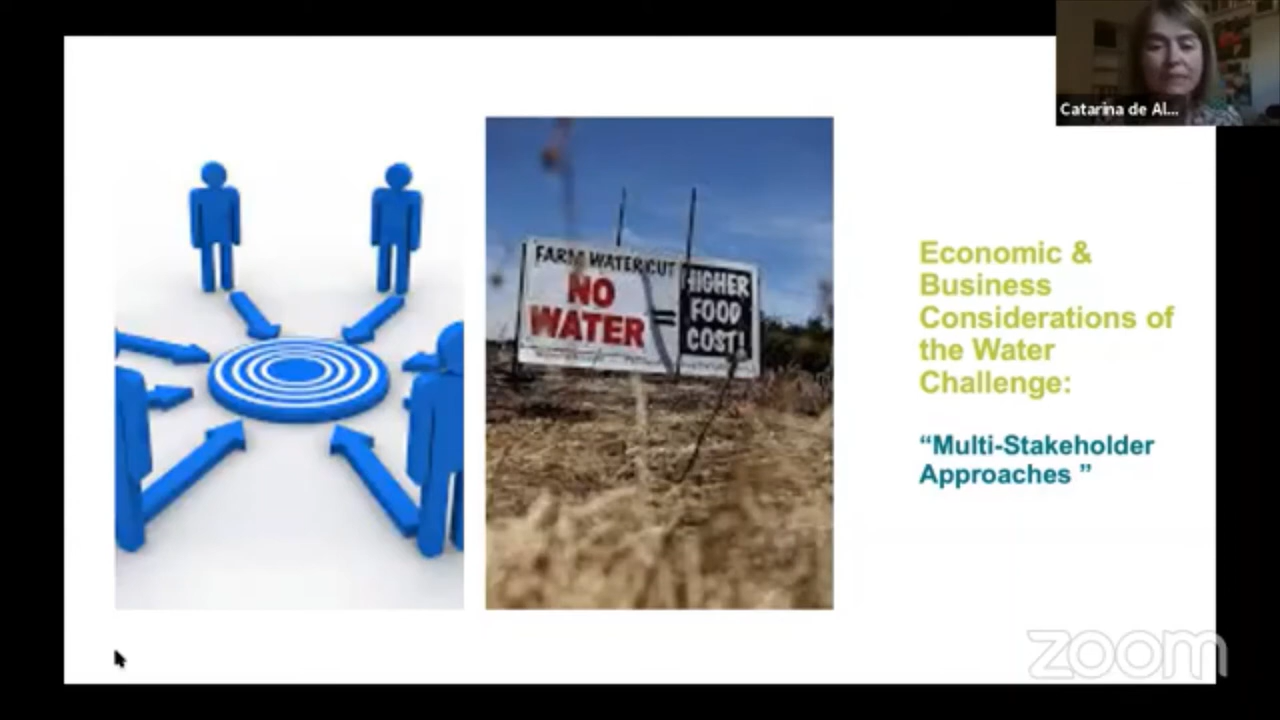 Catarina de Al...
FARM WATER CUT
NO
WATER
=
HIGHER
FOOD
COST!
Economic &
Business
Considerations of
the Water
Challenge:
“Multi-Stakeholder
Approaches ”
zoom